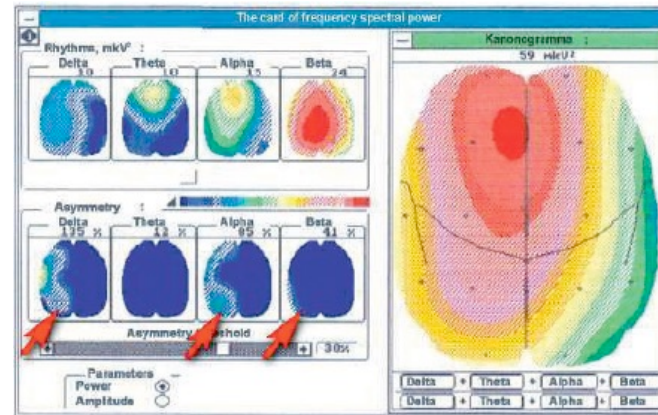 The card of frequency spectral power
Rhythms, mkV² :
Delta Theta Alpha Beta
10 10 15 24
Asymmetry :
Delta Theta Alpha Beta
135 % 12 % 85 % 41 %
Asymmetry threshold
30%
Parameters
Power
Amplitude
Kanonogramma :
59 mkV²
Delta + Theta + Alpha + Beta
Delta + Theta + Alpha + Beta